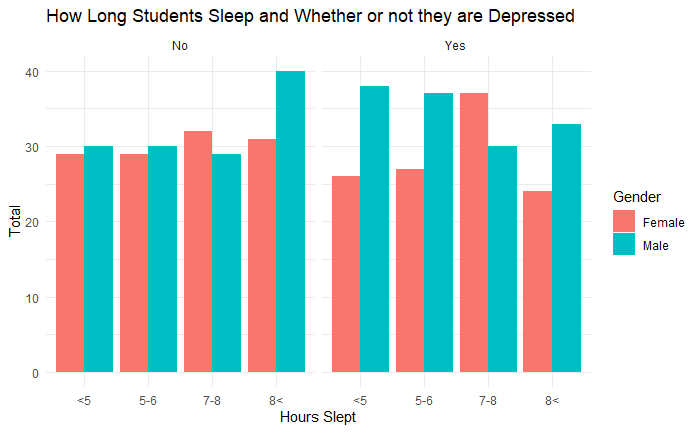 How Long Students Sleep and Whether or not they are Depressed
No Yes
40
30
20
10
0
Total
<5 5-6 7-8 8< <5 5-6 7-8 8<
Hours Slept
Gender
Female
Male